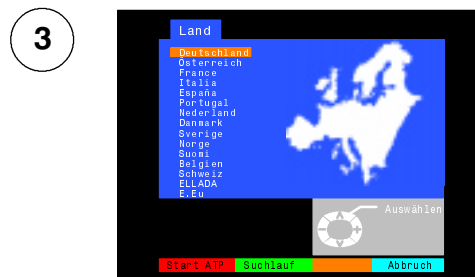 3
Land
Deutschland
Österreich
France
Italia
España
Portugal
Nederland
Danmark
Sverige
Norge
Suomi
Belgien
Schweiz
ELLADA
E.Eu
Auswählen
Start ATP Suchlauf Abbruch